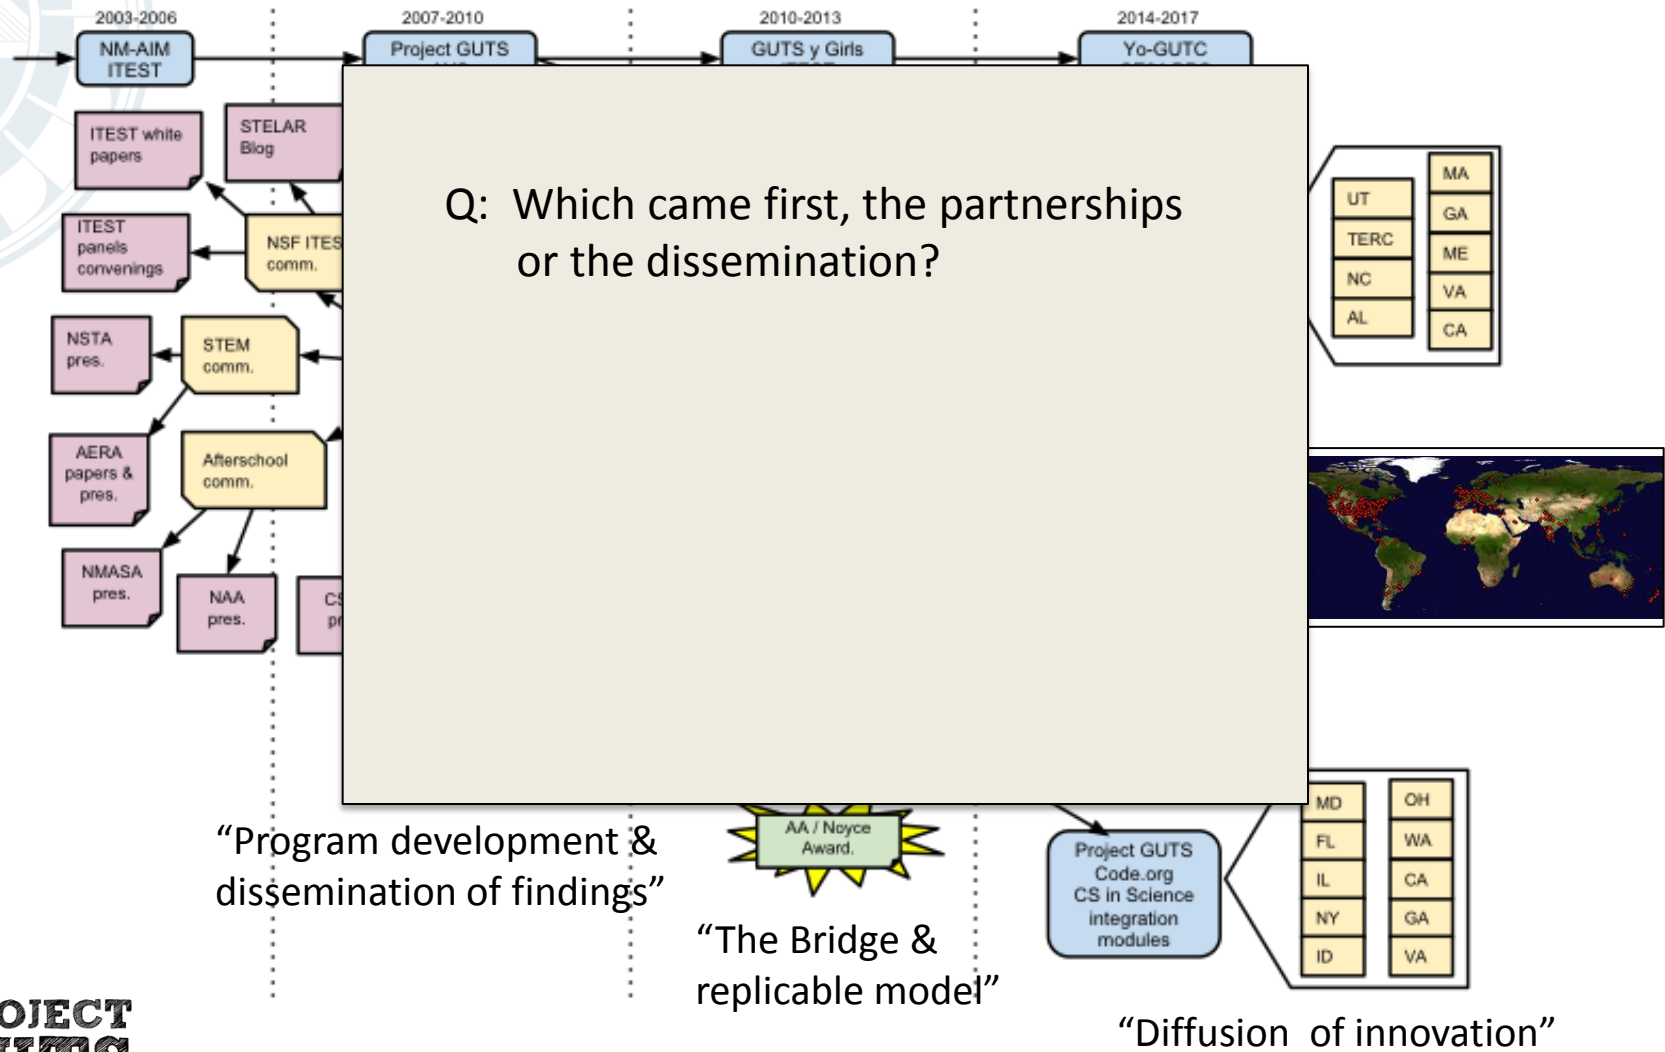 2003-2006
2007-2010
2010-2013
2014-2017
NM-AIM
ITEST
Project GUTS
GUTS y Girls
Yo-GUTC
ITEST white
papers
STELAR
Blog
ITEST
panels
convenings
NSF ITES
comm.
NSTA
pres.
STEM
comm.
AERA
papers &
pres.
Afterschool
comm.
NMASA
pres.
NAA
pres.
Q: Which came first, the partnerships
or the dissemination?
UT
TERC
NC
AL
MA
GA
ME
VA
CA
“Program development &
dissemination of findings”
AA / Noyce
Award.
“The Bridge &
replicable model”
Project GUTS
Code.org
CS in Science
integration
modules
MD
FL
IL
NY
ID
OH
WA
CA
GA
VA
“Diffusion of innovation”
OJECT